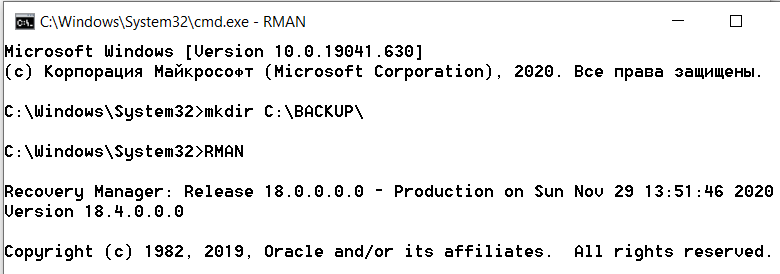 C:\Windows\System32\cmd.exe - RMAN
Microsoft Windows [Version 10.0.19041.630]
(c) Корпорация Майкрософт (Microsoft Corporation), 2020. Все права защищены.
C:\Windows\System32>mkdir C:\BACKUP\
C:\Windows\System32>RMAN
Recovery Manager: Release 18.0.0.0.0 - Production on Sun Nov 29 13:51:46 2020
Version 18.4.0.0.0
Copyright (c) 1982, 2019, Oracle and/or its affiliates.  All rights reserved.